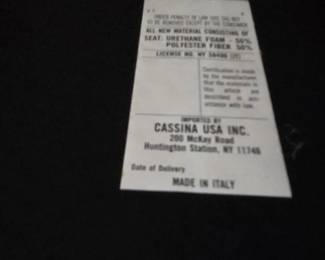 UNDER PENALTY OF LAW THIS TAG NOT
TO BE REMOVED EXCEPT BY THE CONSUMER
ALL NEW MATERIAL CONSISTING OF
SEAT: URETHANE FOAM - 50%
POLYESTER FIBER 50%
LICENSE NO. NY
Certification is made
by the manufacturer
that the materials in
this article are
described in
accordance with law.
IMPORTED BY
CASSINA USA INC.
200 McKay Road
Huntington Station, NY 11746
Date of Delivery
MADE IN ITALY